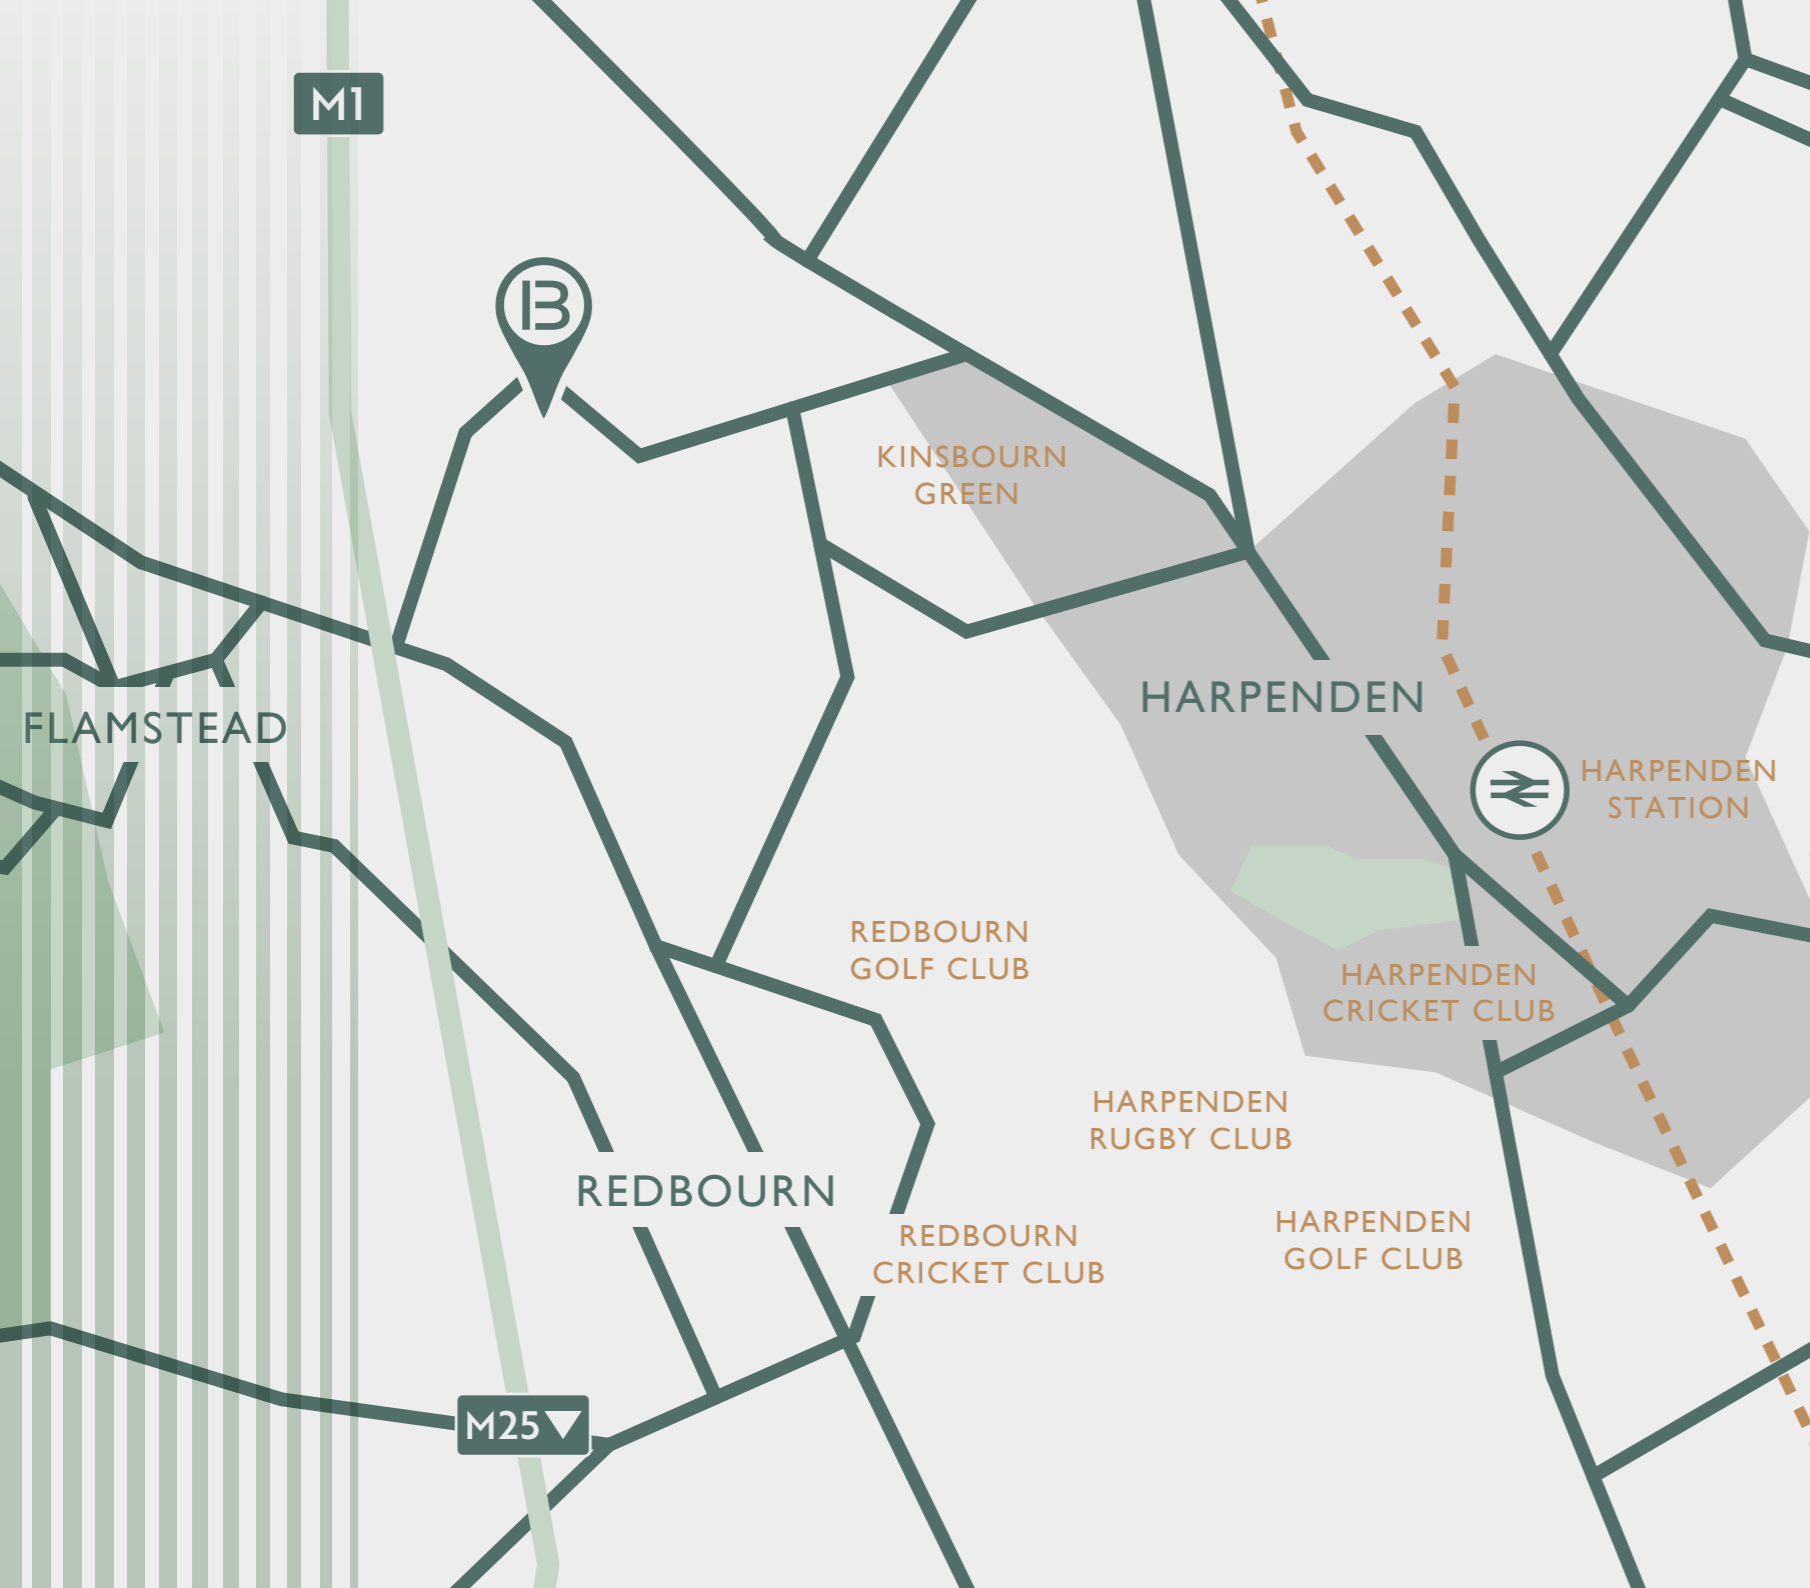 M1
B
KINSBOURN
GREEN
HARPENDEN
FLAMSTEAD
HARPENDEN
STATION
REDBOURN
GOLF CLUB
HARPENDEN
CRICKET CLUB
HARPENDEN
RUGBY CLUB
REDBOURN
REDBOURN
CRICKET CLUB
HARPENDEN
GOLF CLUB
M25